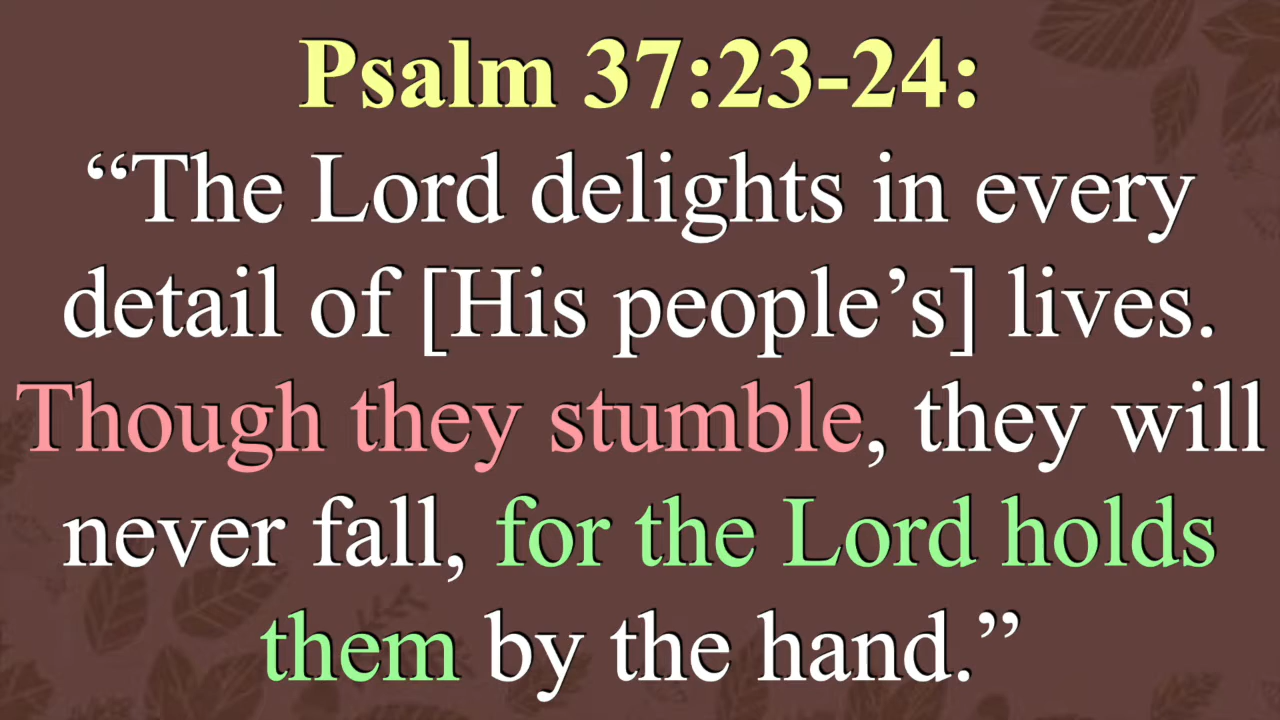 Psalm 37:23-24:
“The Lord delights in every
detail of [His people’s] lives.
Though they stumble, they will
never fall, for the Lord holds
them by the hand.”